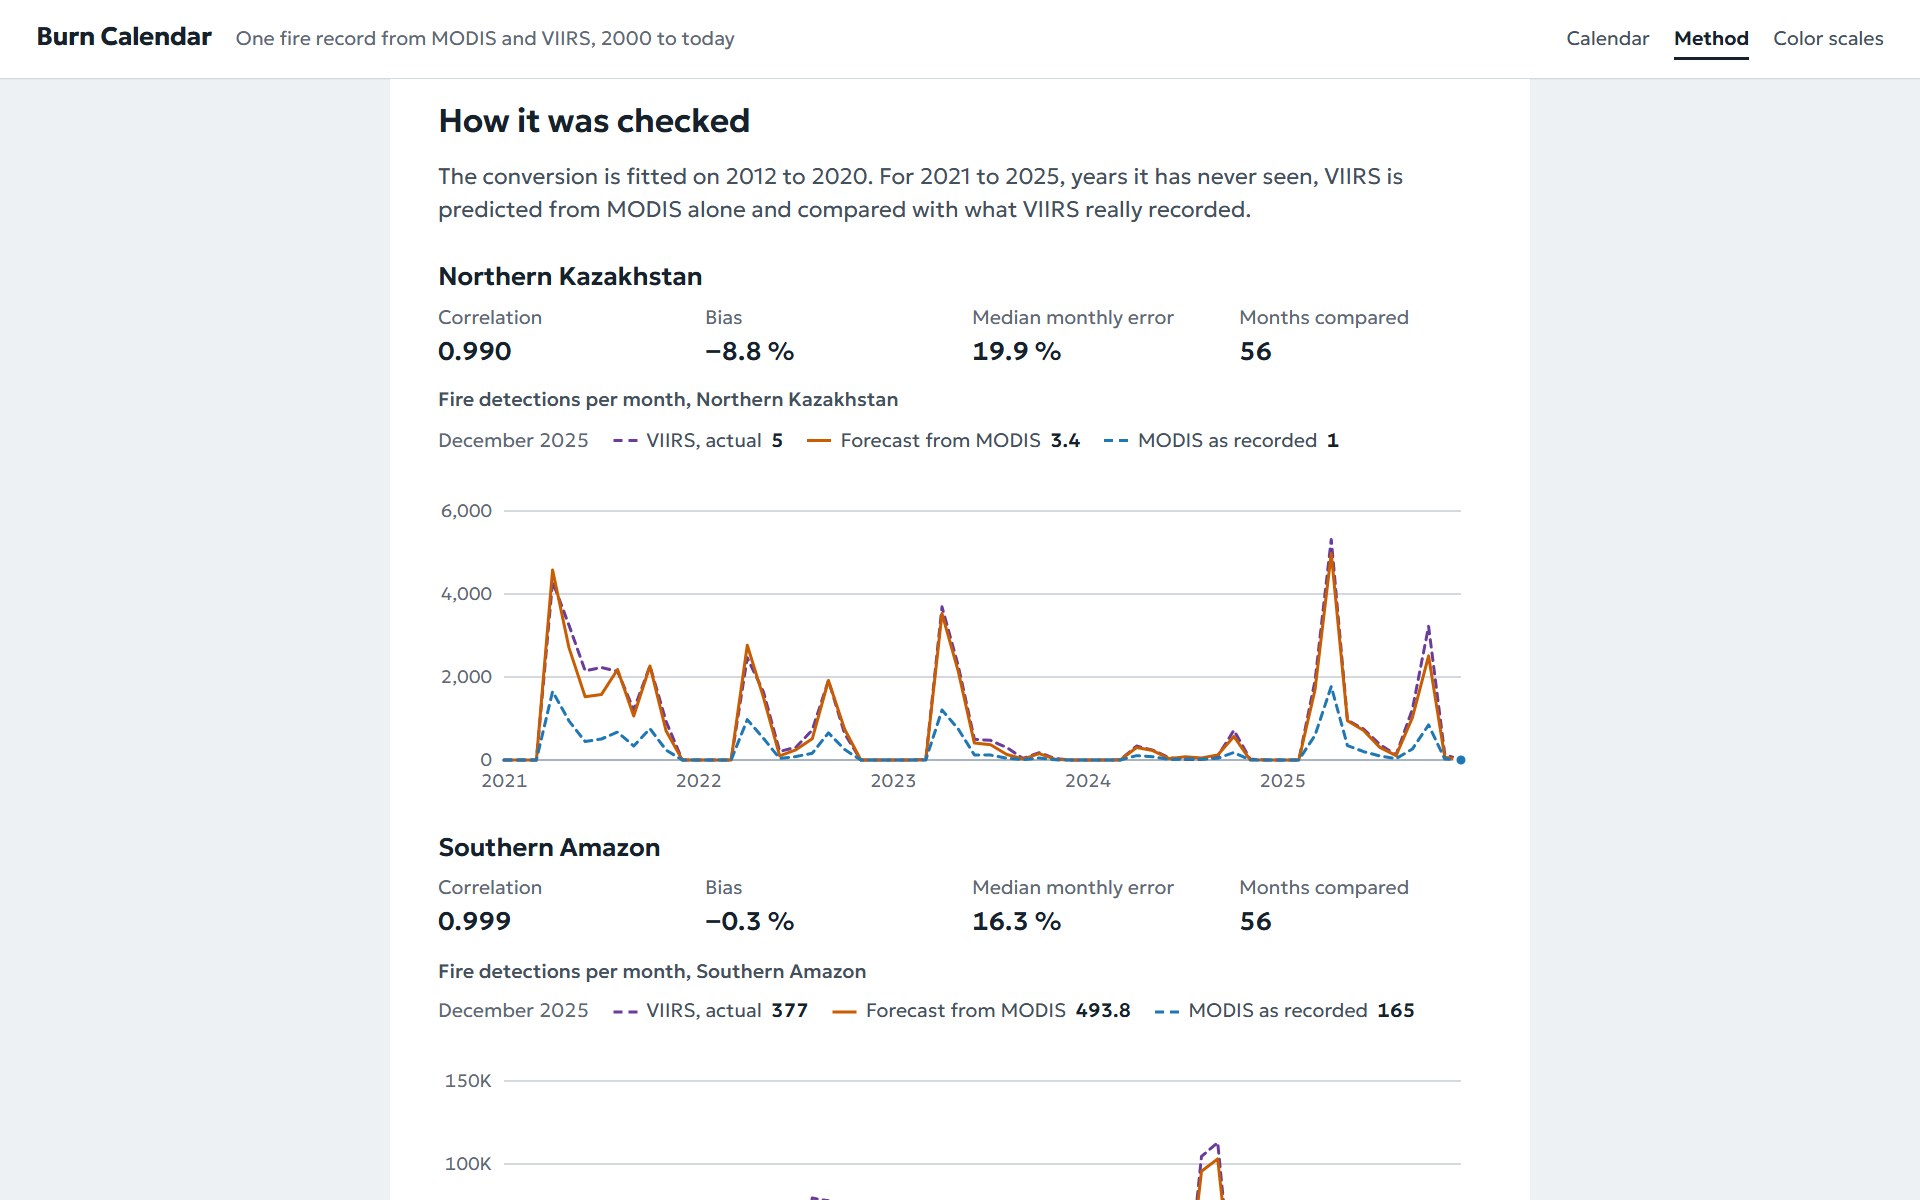 Burn Calendar One fire record from MODIS and VIIRS, 2000 to today Calendar Method Color scales
How it was checked
The conversion is fitted on 2012 to 2020. For 2021 to 2025, years it has never seen, VIIRS is
predicted from MODIS alone and compared with what VIIRS really recorded.
Northern Kazakhstan
Correlation Bias Median monthly error Months compared
0.990 −8.8 % 19.9 % 56
Fire detections per month, Northern Kazakhstan
December 2025 VIIRS, actual 5 Forecast from MODIS 3.4 MODIS as recorded 1
6,000
4,000
2,000
0
2021 2022 2023 2024 2025
Southern Amazon
Correlation Bias Median monthly error Months compared
0.999 −0.3 % 16.3 % 56
Fire detections per month, Southern Amazon
December 2025 VIIRS, actual 377 Forecast from MODIS 493.8 MODIS as recorded 165
150K
100K